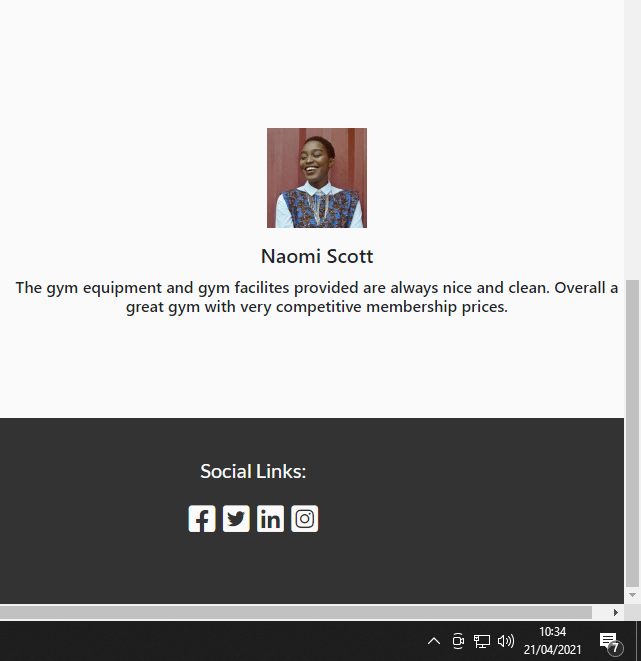 Naomi Scott
The gym equipment and gym facilites provided are always nice and clean. Overall a
great gym with very competitive membership prices.
Social Links:
10:34
21/04/2021
7